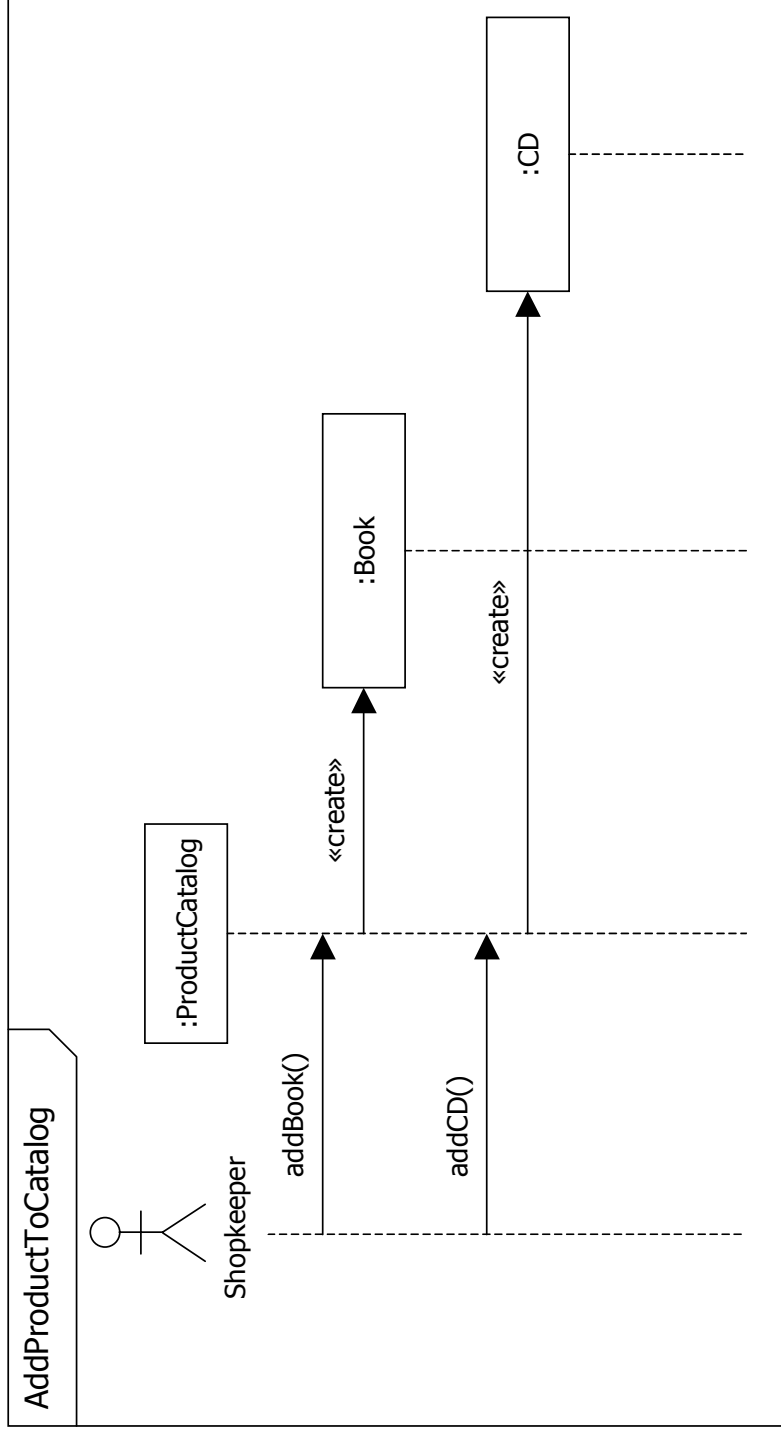 AddProductToCatalog
Shopkeeper
:ProductCatalog
addBook()
«create»
:Book
addCD()
«create»
:CD